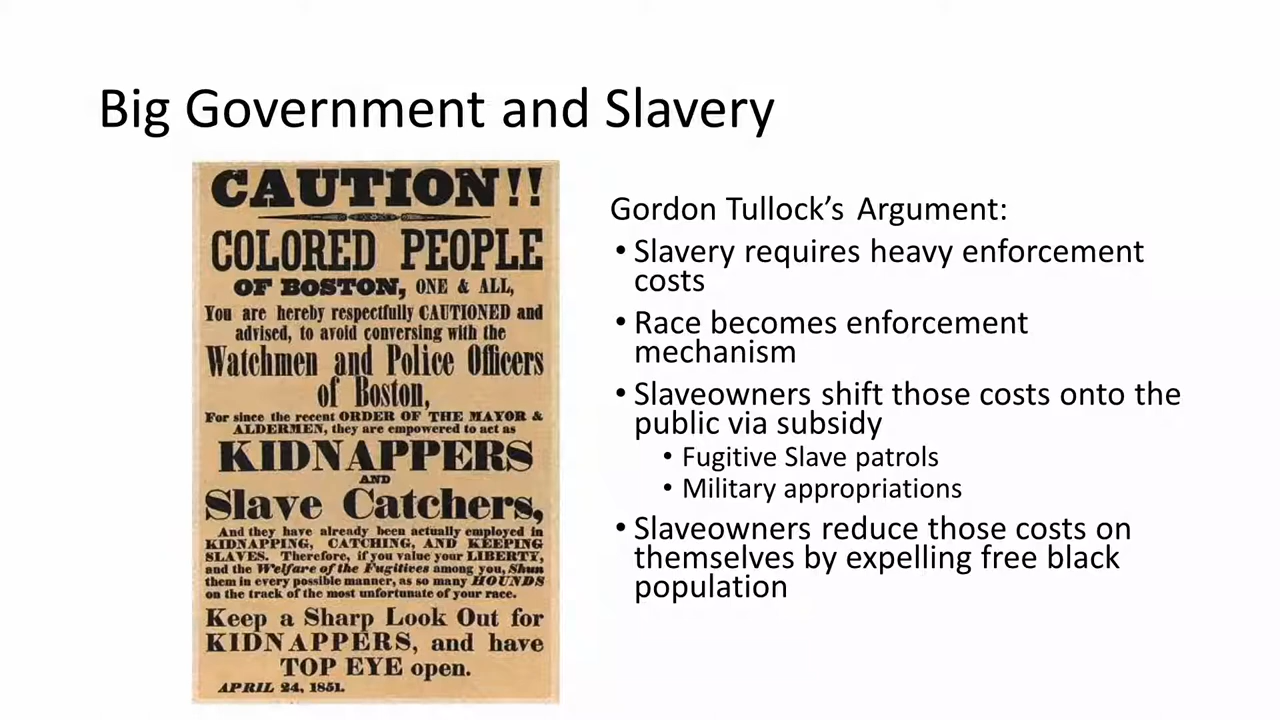 Big Government and Slavery
CAUTION!!
COLORED PEOPLE
OF BOSTON, ONE & ALL,
You are hereby respectfully CAUTIONED and
advised, to avoid conversing with the
Watchmen and Police Officers
of Boston,
For since the recent ORDER OF THE MAYOR &
ALDERMEN, they are empowered to act as
KIDNAPPERS
AND
Slave Catchers,
And they have already been actually employed in
KIDNAPPING, CATCHING, AND KEEPING
SLAVES. Therefore, if you value your LIBERTY,
and the Welfare of the Fugitives among you, Shun
them in every possible manner, as so many HOUNDS
on the track of the most unfortunate of your race.
Keep a Sharp Look Out for
KIDNAPPERS, and have
TOP EYE open.
APRIL 24, 1851.
Gordon Tullock’s Argument:
• Slavery requires heavy enforcement
costs
• Race becomes enforcement
mechanism
• Slaveowners shift those costs onto the
public via subsidy
• Fugitive Slave patrols
• Military appropriations
• Slaveowners reduce those costs on
themselves by expelling free black
population